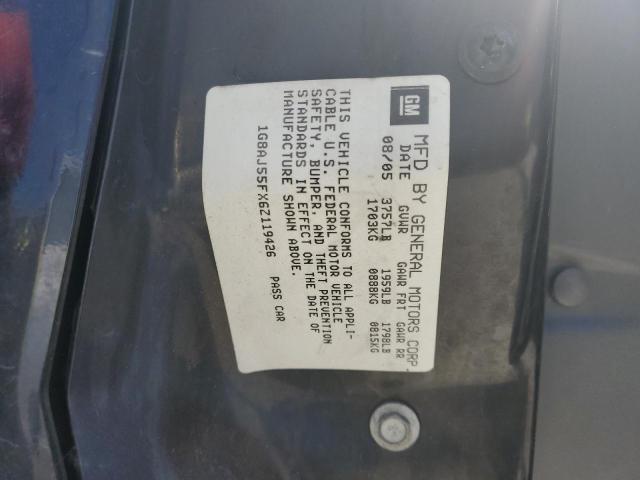 GM
MFD BY GENERAL MOTORS CORP.
DATE GVWR GAWR FRT GAWR RR
08/05 3757LB 1959LB 1798LB
1703KG 0888KG 0815KG
THIS VEHICLE CONFORMS TO ALL APPLI-
CABLE U.S. FEDERAL MOTOR VEHICLE
SAFETY, BUMPER, AND THEFT PREVENTION
STANDARDS IN EFFECT ON THE DATE OF
MANUFACTURE SHOWN ABOVE.
1G8AJ55FX6Z119426 PASS CAR